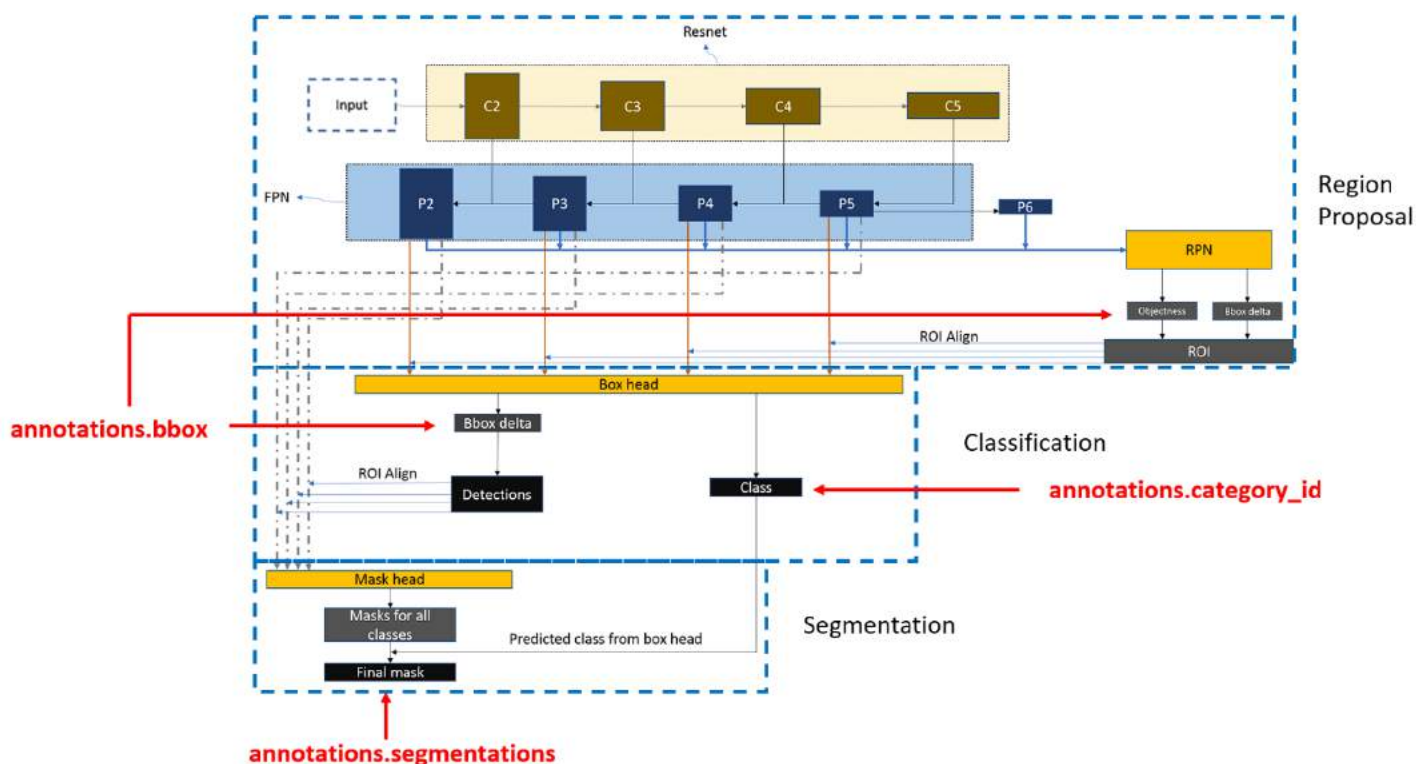 Resnet
Input
C2
C3
C4
C5
FPN
P2
P3
P4
P5
P6
Region
Proposal
RPN
Objectness
Bbox delta
ROI Align
ROI
Box head
annotations.bbox
Bbox delta
Classification
ROI Align
Detections
Class
annotations.category_id
Mask head
Masks for all
classes
Segmentation
Predicted class from box head
Final mask
annotations.segmentations